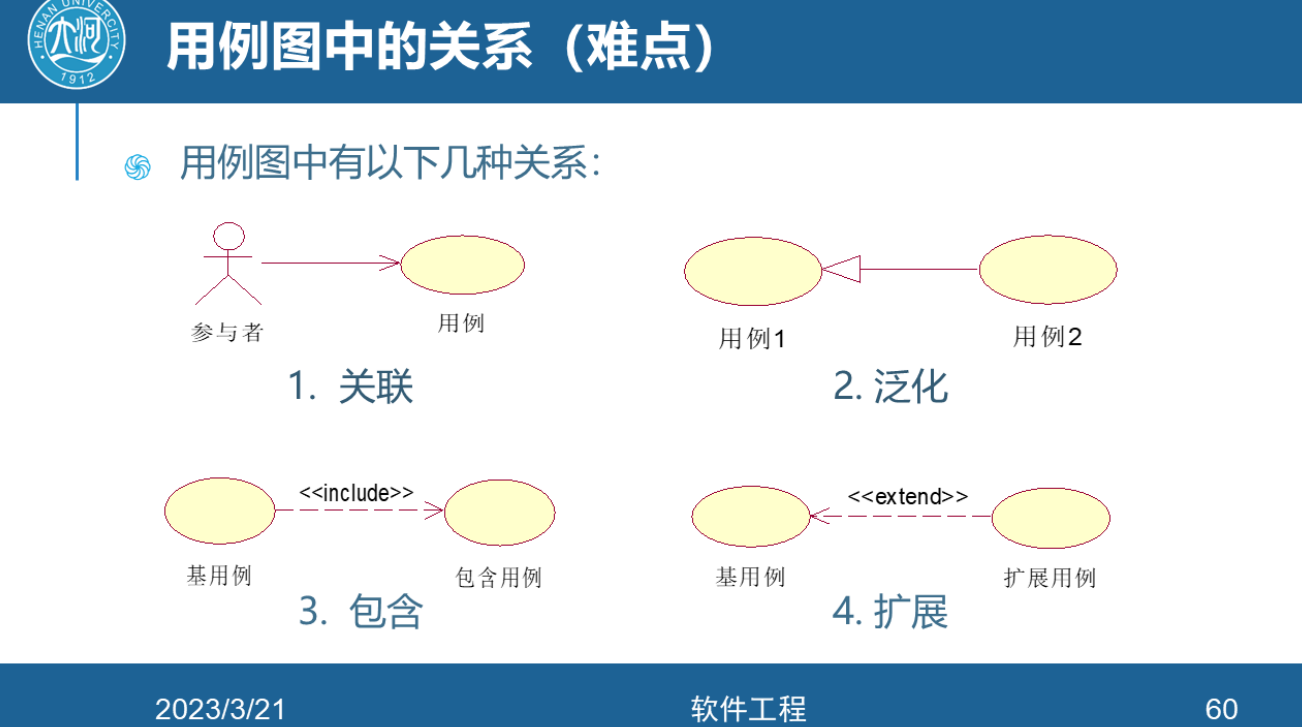 HENAN UNIVERSITY
1912
用例图中的关系（难点）
用例图中有以下几种关系：
参与者
用例
1. 关联
用例1
用例2
2. 泛化
<<include>>
基用例
包含用例
3. 包含
<<extend>>
基用例
扩展用例
4. 扩展
2023/3/21
软件工程
60